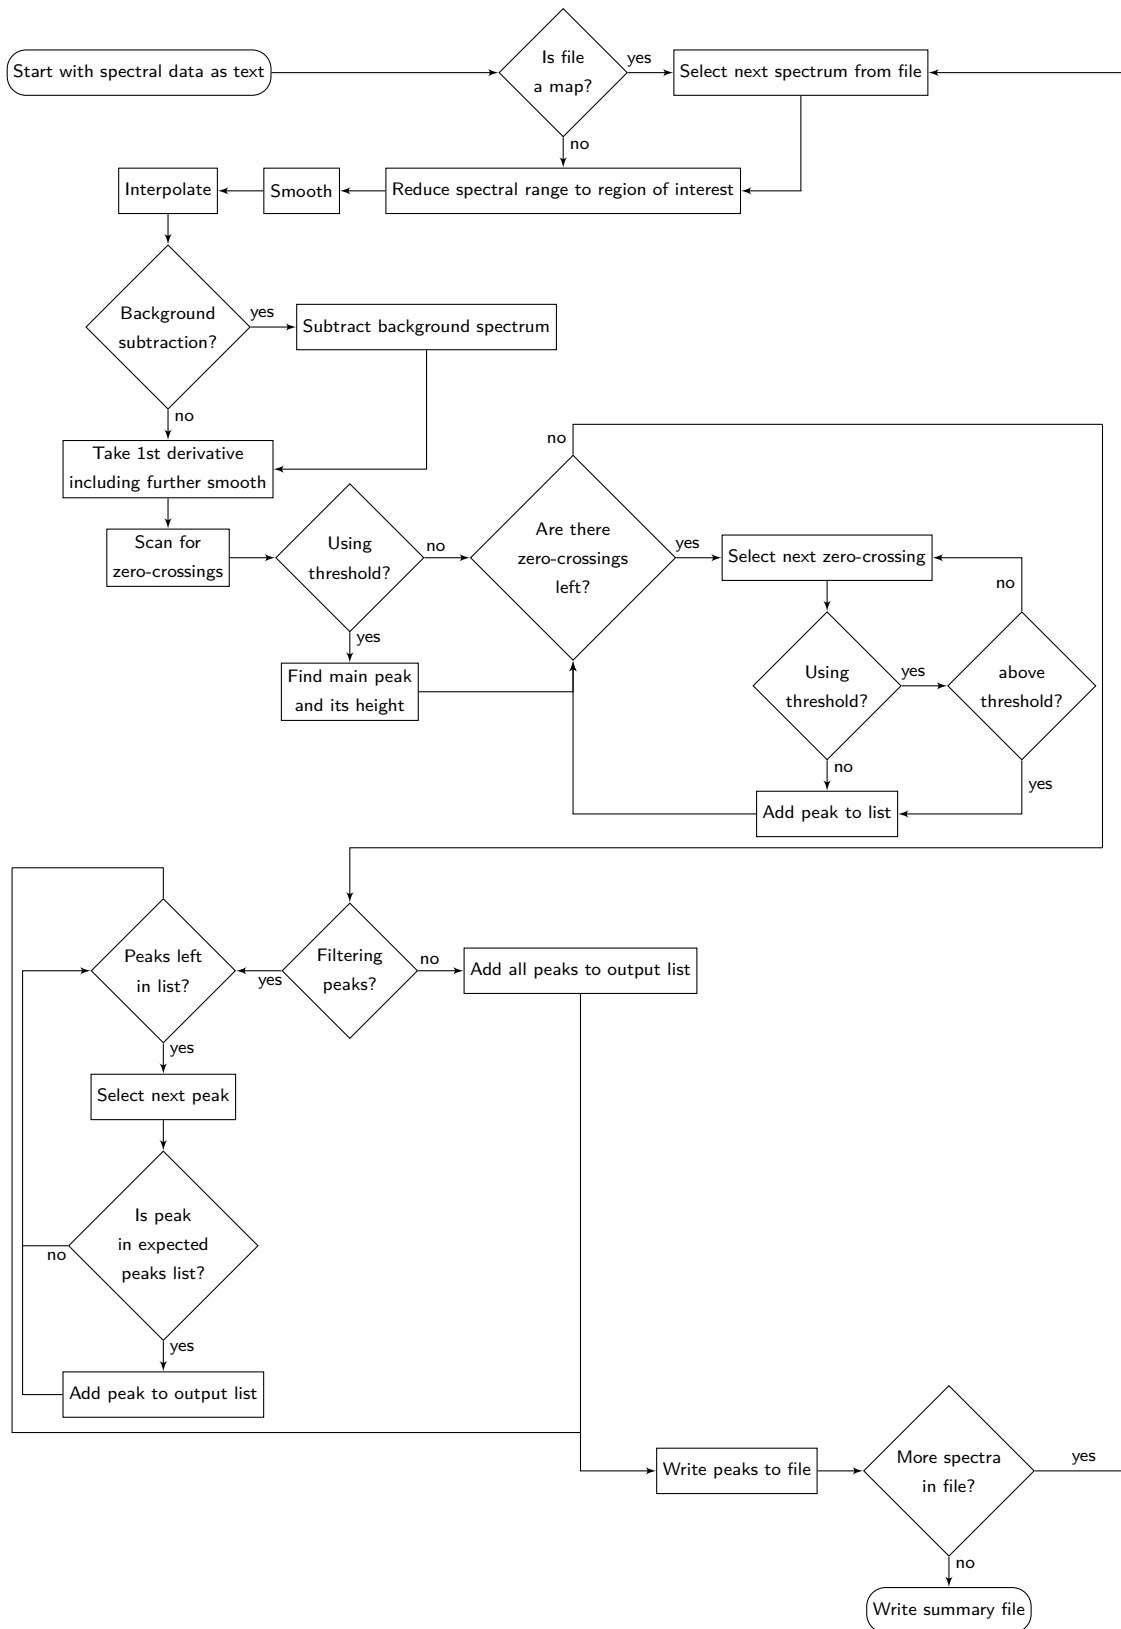 Start with spectral data as text
Is file
a map?
yes
Select next spectrum from file
no
Interpolate
Smooth
Reduce spectral range to region of interest
Background
subtraction?
yes
Subtract background spectrum
no
Take 1st derivative
including further smooth
Scan for
zero-crossings
Using
threshold?
no
yes
Find main peak
and its height
no
Are there
zero-crossings
left?
yes
Select next zero-crossing
no
Using
threshold?
yes
above
threshold?
no
yes
Add peak to list
Peaks left
in list?
yes
Filtering
peaks?
no
Add all peaks to output list
yes
Select next peak
Is peak
in expected
peaks list?
no
yes
Add peak to output list
Write peaks to file
More spectra
in file?
yes
no
Write summary file